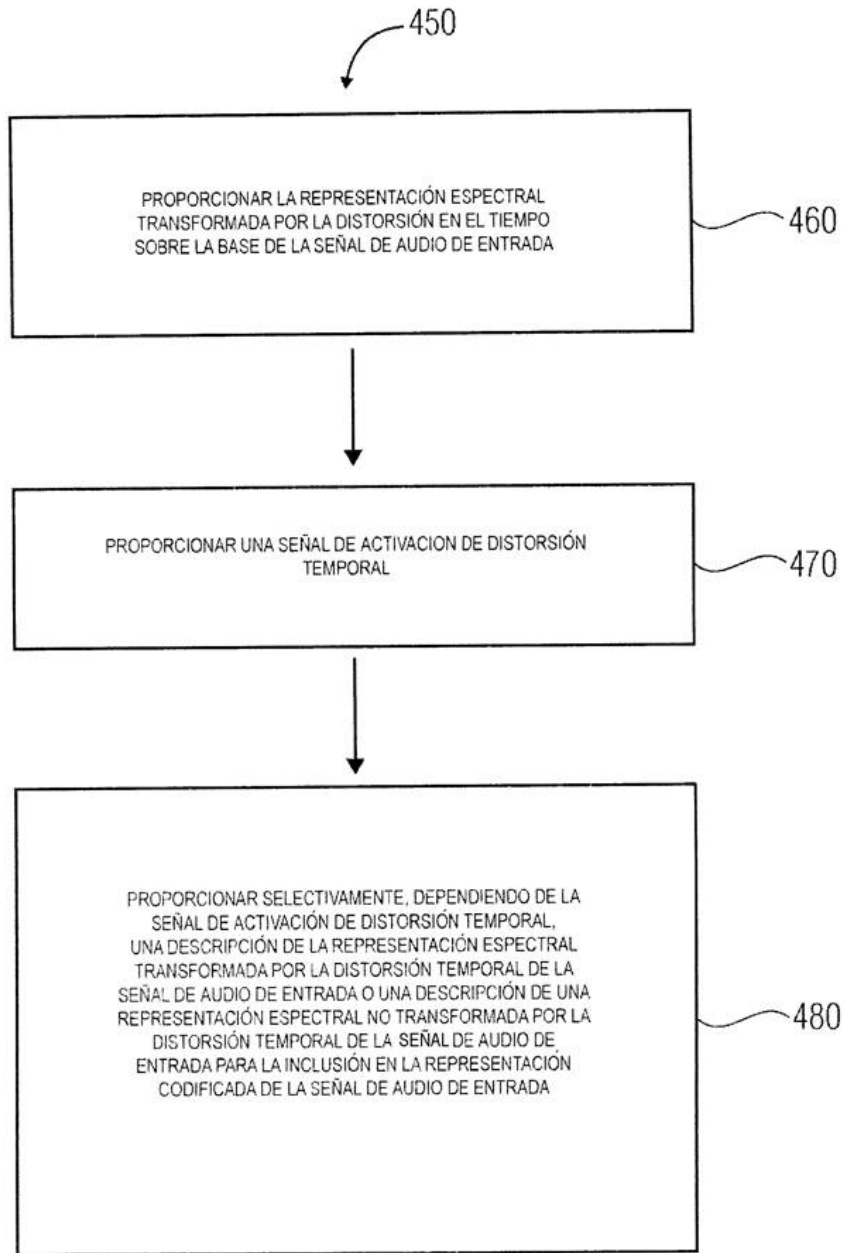 450
PROPORCIONAR LA REPRESENTACIÓN ESPECTRAL
TRANSFORMADA POR LA DISTORSIÓN EN EL TIEMPO
SOBRE LA BASE DE LA SEÑAL DE AUDIO DE ENTRADA
460
PROPORCIONAR UNA SEÑAL DE ACTIVACION DE DISTORSIÓN
TEMPORAL
470
PROPORCIONAR SELECTIVAMENTE, DEPENDIENDO DE LA
SEÑAL DE ACTIVACIÓN DE DISTORSIÓN TEMPORAL,
UNA DESCRIPCIÓN DE LA REPRESENTACIÓN ESPECTRAL
TRANSFORMADA POR LA DISTORSIÓN TEMPORAL DE LA
SEÑAL DE AUDIO DE ENTRADA O UNA DESCRIPCIÓN DE UNA
REPRESENTACIÓN ESPECTRAL NO TRANSFORMADA POR LA
DISTORSIÓN TEMPORAL DE LA SEÑAL DE AUDIO DE
ENTRADA PARA LA INCLUSIÓN EN LA REPRESENTACIÓN
CODIFICADA DE LA SEÑAL DE AUDIO DE ENTRADA
480